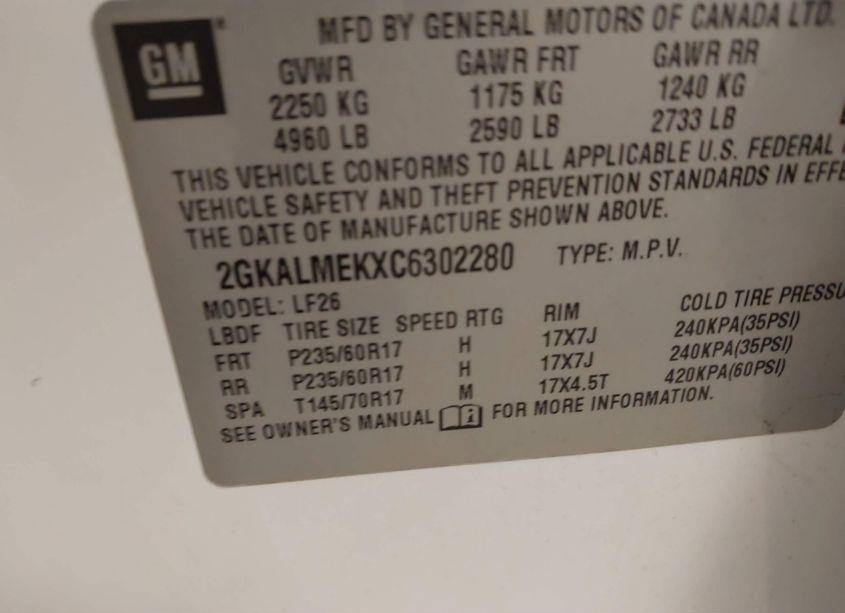 GM
MFD BY GENERAL MOTORS OF CANADA LTD.
GVWR GAWR FRT GAWR RR
2250 KG 1175 KG 1240 KG
4960 LB 2590 LB 2733 LB
THIS VEHICLE CONFORMS TO ALL APPLICABLE U.S. FEDERAL
VEHICLE SAFETY AND THEFT PREVENTION STANDARDS IN EFFE
THE DATE OF MANUFACTURE SHOWN ABOVE.
2GKALMEKXC6302280 TYPE: M.P.V.
MODEL: LF26
LBDF TIRE SIZE SPEED RTG RIM COLD TIRE PRESSU
FRT P235/60R17 H 17X7J 240KPA(35PSI)
RR P235/60R17 H 17X7J 240KPA(35PSI)
SPA T145/70R17 M 17X4.5T 420KPA(60PSI)
SEE OWNER'S MANUAL FOR MORE INFORMATION.